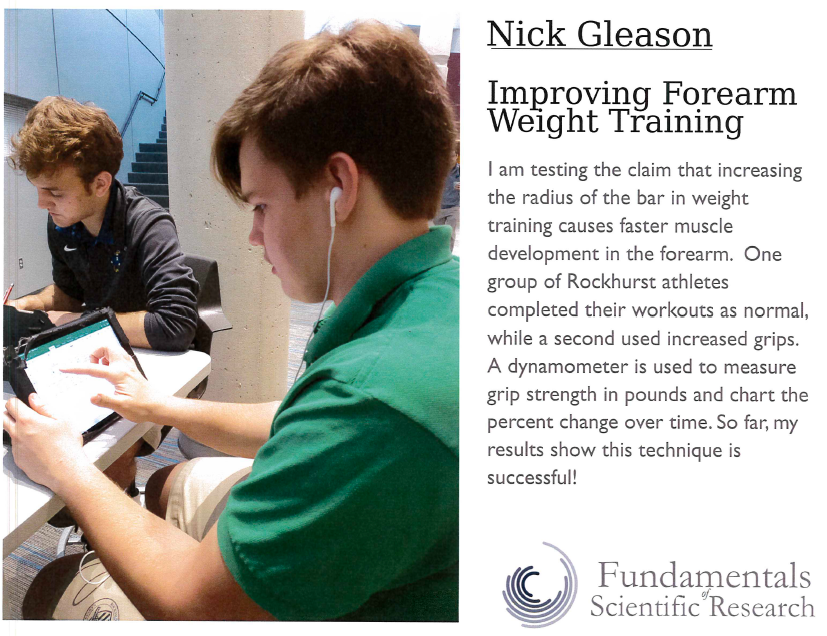 Nick Gleason
Improving Forearm
Weight Training
I am testing the claim that increasing
the radius of the bar in weight
training causes faster muscle
development in the forearm.  One
group of Rockhurst athletes
completed their workouts as normal,
while a second used increased grips.
A dynamometer is used to measure
grip strength in pounds and chart the
percent change over time. So far, my
results show this technique is
successful!
Fundamentals
of
Scientific Research